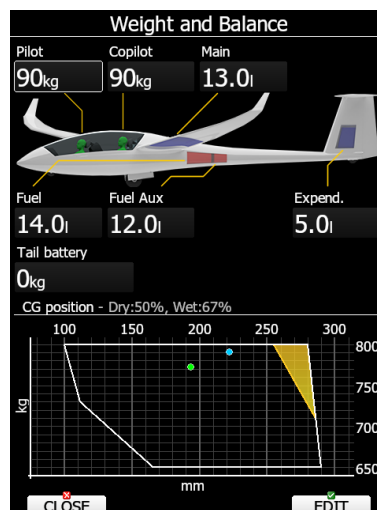 Weight and Balance
Pilot Copilot Main
90kg 90kg 13.0l
Fuel Fuel Aux Expend.
14.0l 12.0l 5.0l
Tail battery
0kg
CG position - Dry:50%, Wet:67%
100 150 200 250 300
800
750
kg
700
650
mm
CLOSE EDIT